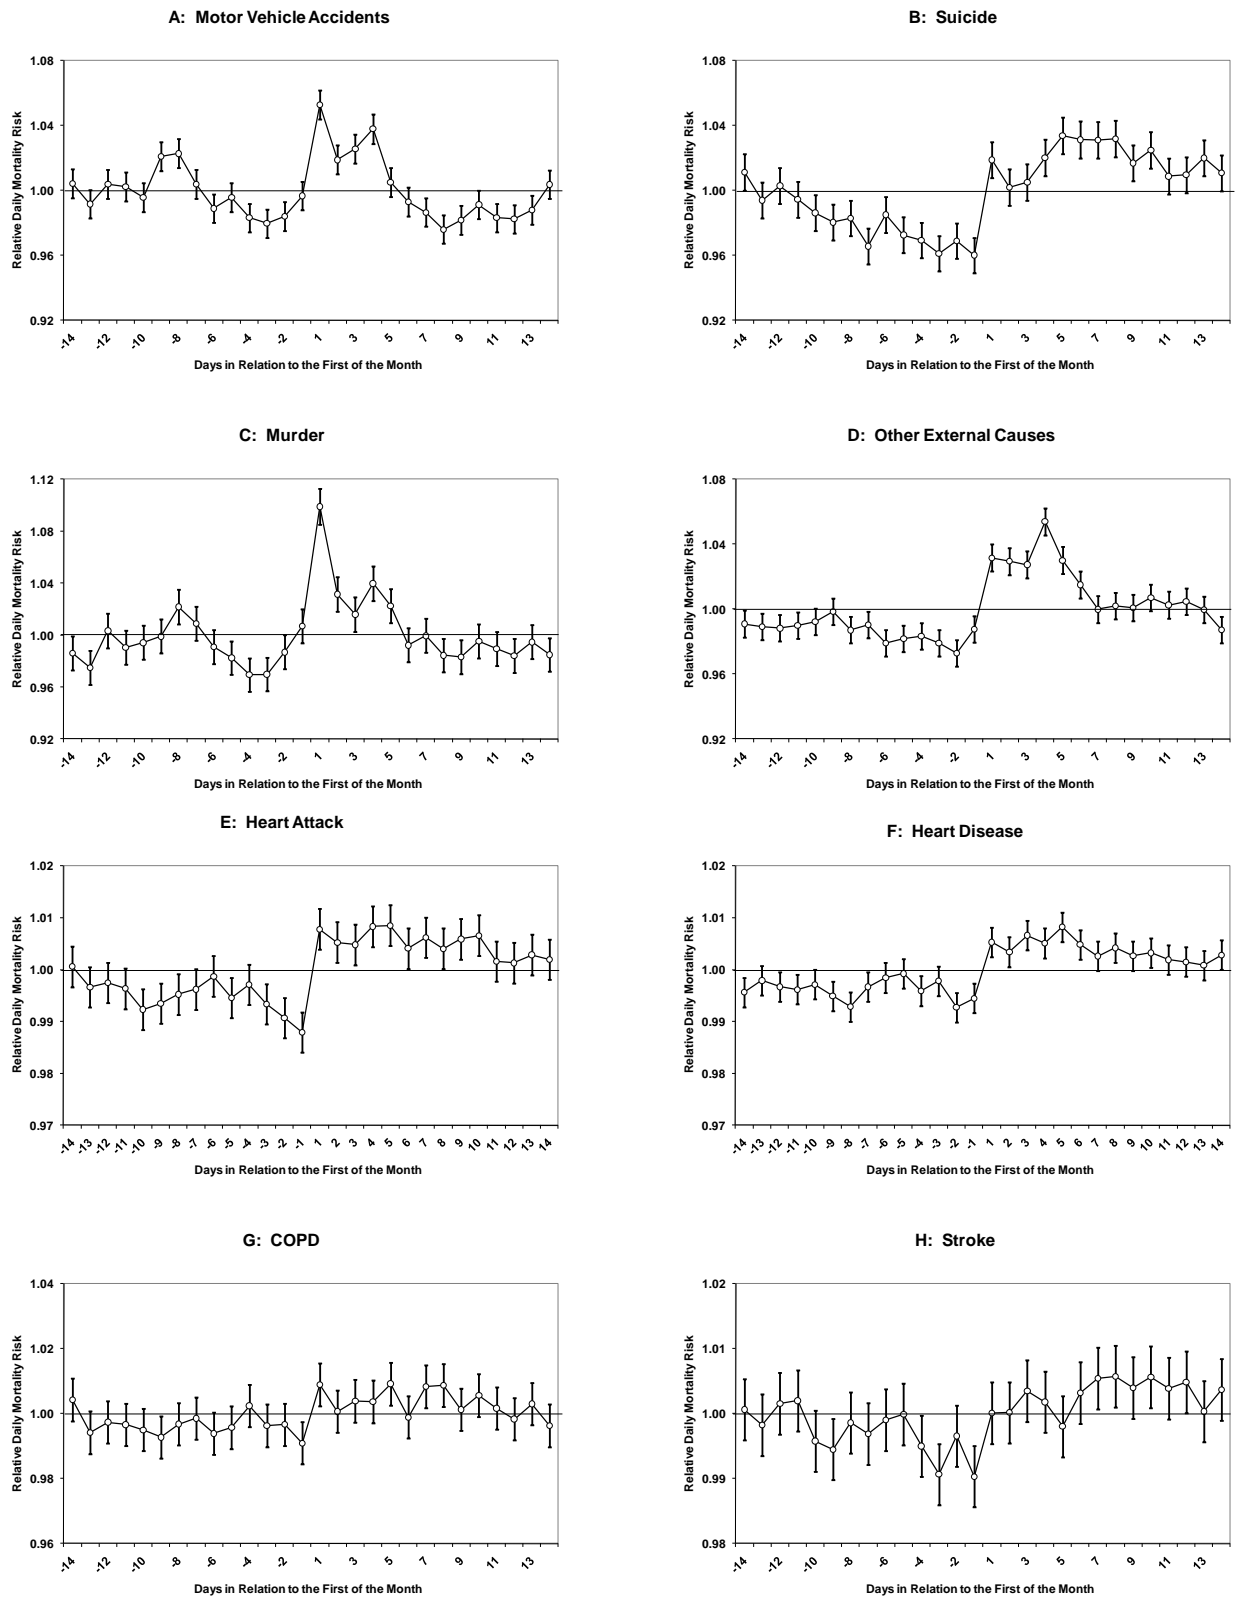 A: Motor Vehicle Accidents
1.08
1.04
1.00
0.96
0.92
Relative Daily Mortality Risk
-14 -12 -10 -8 -6 -4 -2 1 3 5 7 9 11 13
Days in Relation to the First of the Month
B: Suicide
1.08
1.04
1.00
0.96
0.92
Relative Daily Mortality Risk
-14 -12 -10 -8 -6 -4 -2 1 3 5 7 9 11 13
Days in Relation to the First of the Month
C: Murder
1.12
1.08
1.04
1.00
0.96
0.92
Relative Daily Mortality Risk
-14 -12 -10 -8 -6 -4 -2 1 3 5 7 9 11 13
Days in Relation to the First of the Month
D: Other External Causes
1.08
1.04
1.00
0.96
0.92
Relative Daily Mortality Risk
-14 -12 -10 -8 -6 -4 -2 1 3 5 7 9 11 13
Days in Relation to the First of the Month
E: Heart Attack
1.02
1.01
1.00
0.99
0.98
0.97
Relative Daily Mortality Risk
-14 -13 -12 -11 -10 -9 -8 -7 -6 -5 -4 -3 -2 -1 1 2 3 4 5 6 7 8 9 10 11 12 13 14
Days in Relation to the First of the Month
F: Heart Disease
1.02
1.01
1.00
0.99
0.98
0.97
Relative Daily Mortality Risk
-14 -13 -12 -11 -10 -9 -8 -7 -6 -5 -4 -3 -2 -1 1 2 3 4 5 6 7 8 9 10 11 12 13 14
Days in Relation to the First of the Month
G: COPD
1.04
1.02
1.00
0.98
0.96
Relative Daily Mortality Risk
-14 -12 -10 -8 -6 -4 -2 1 3 5 7 9 11 13
Days in Relation to the First of the Month
H: Stroke
1.02
1.01
1.00
0.99
0.98
Relative Daily Mortality Risk
-14 -12 -10 -8 -6 -4 -2 1 3 5 7 9 11 13
Days in Relation to the First of the Month